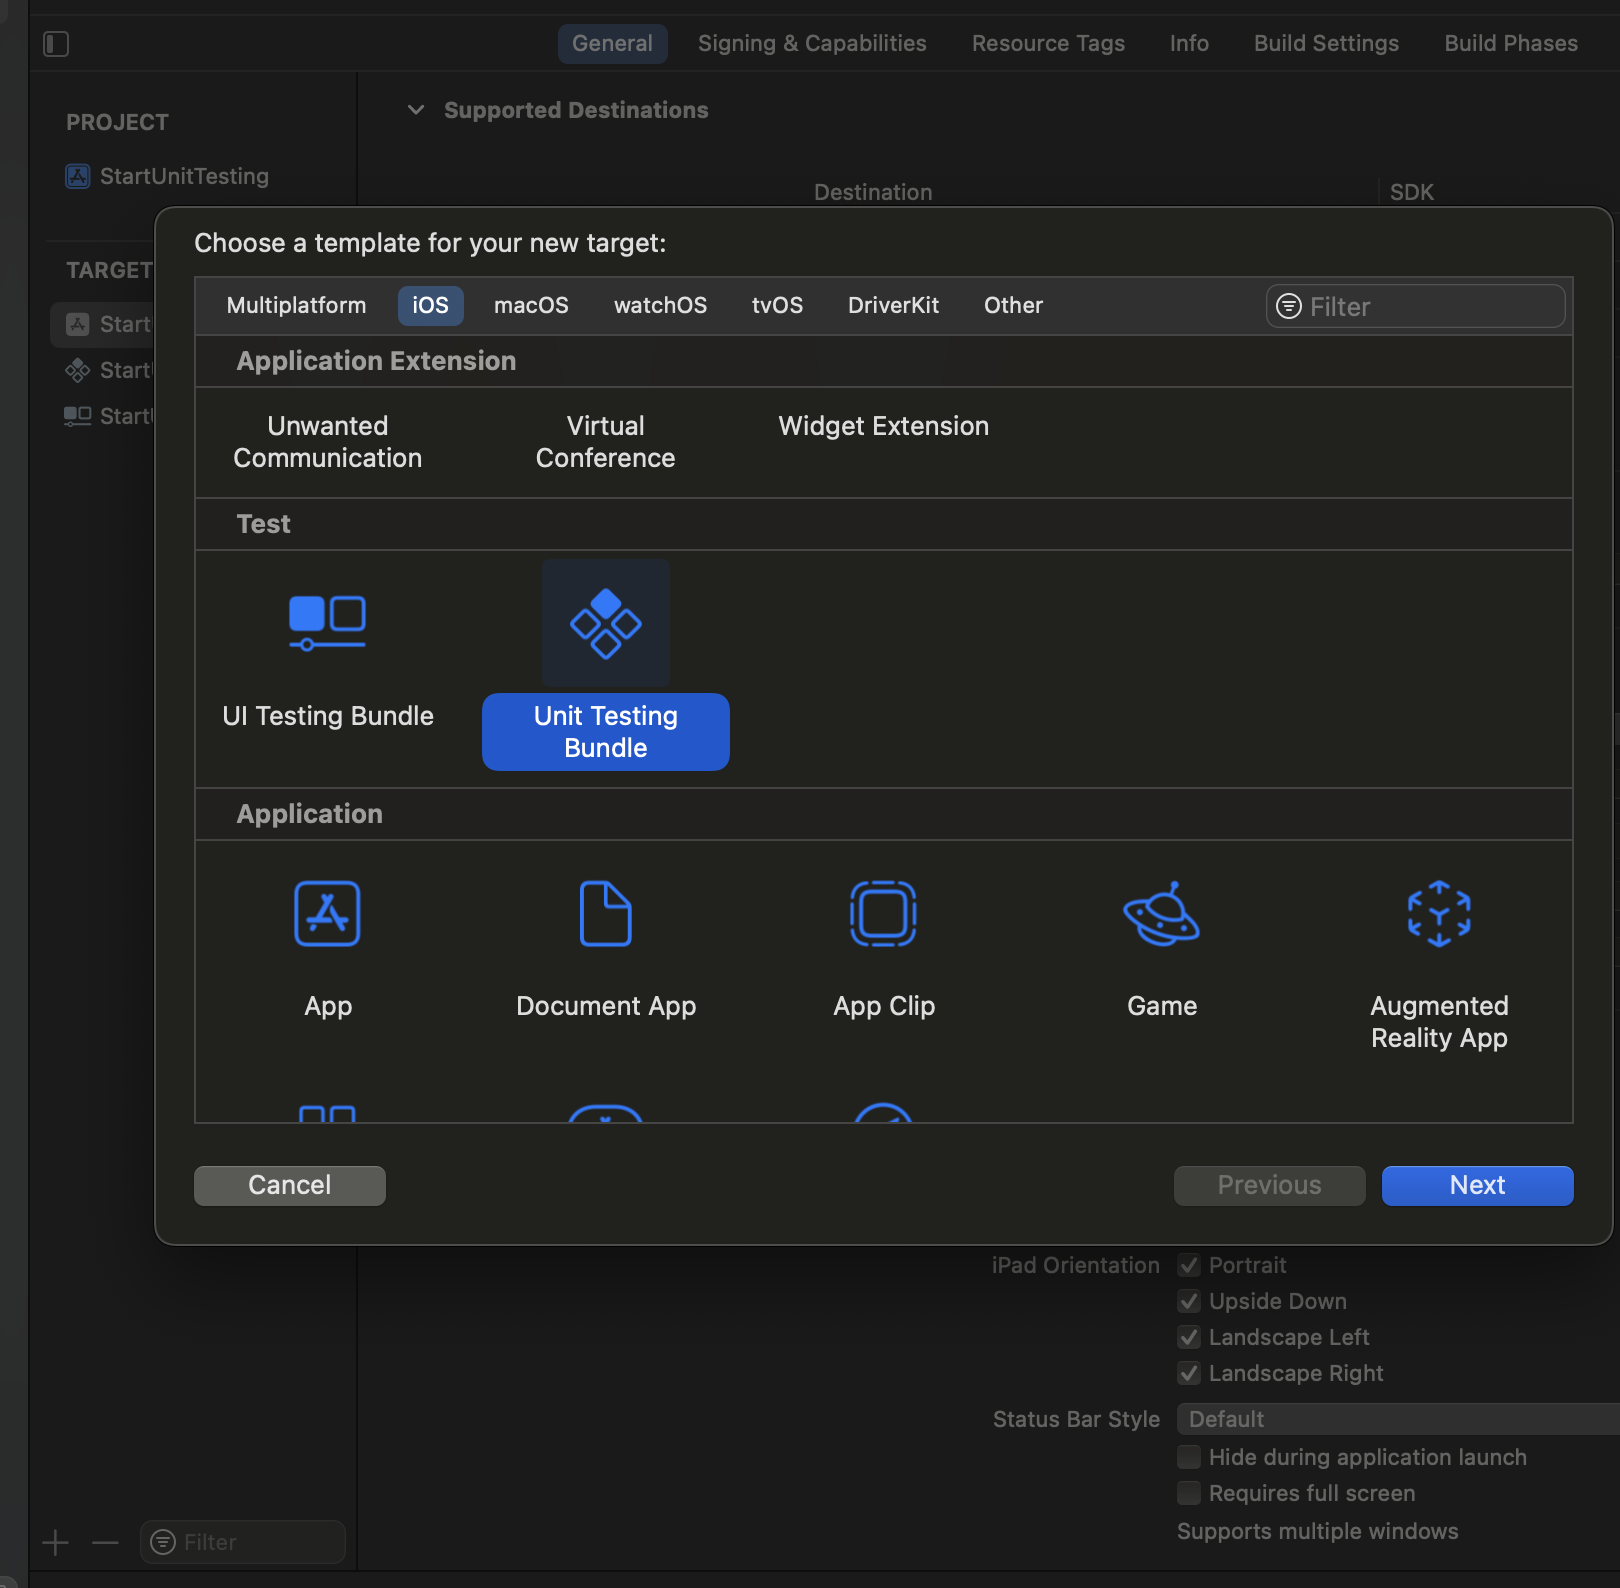 General
Signing & Capabilities
Resource Tags
Info
Build Settings
Build Phases
PROJECT
StartUnitTesting
Supported Destinations
Destination
SDK
TARGET
Start
Start
Start
Choose a template for your new target:
Multiplatform
iOS
macOS
watchOS
tvOS
DriverKit
Other
Filter
Application Extension
Unwanted
Communication
Virtual
Conference
Widget Extension
Test
UI Testing Bundle
Unit Testing
Bundle
Application
App
Document App
App Clip
Game
Augmented
Reality App
Cancel
Previous
Next
iPad Orientation
Portrait
Upside Down
Landscape Left
Landscape Right
Status Bar Style
Default
Hide during application launch
Requires full screen
Supports multiple windows
Filter